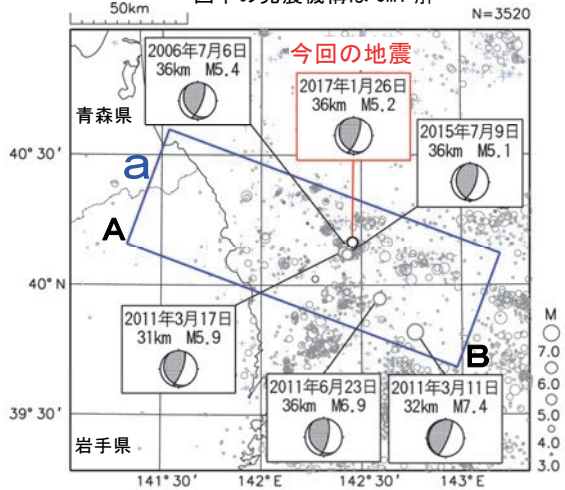 50km
図中の発震機構は CMT 解
N=3520
2006年7月6日
36km M5.4
今回の地震
2017年1月26日
36km M5.2
2015年7月9日
36km M5.1
青森県
40°30′
a
A
40°N
2011年3月17日
31km M5.9
B
2011年6月23日
36km M6.9
2011年3月11日
32km M7.4
M
7.0
6.0
5.0
4.0
3.0
39°30′
岩手県
141°30′
142°E
142°30′
143°E